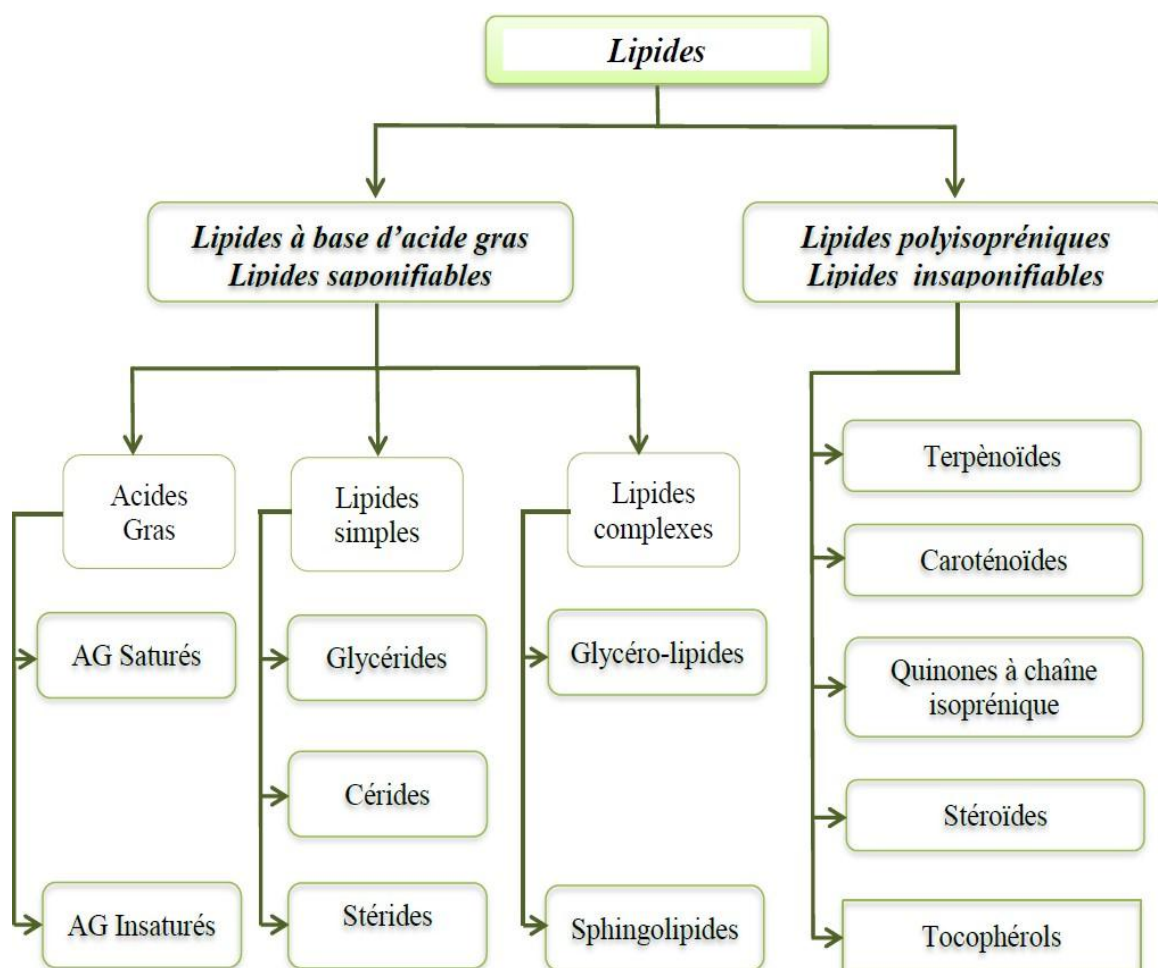 Lipides
Lipides à base d’acide gras
Lipides saponifiables
Lipides polyisopréniques
Lipides insaponifiables
Acides
Gras
AG Saturés
AG Insaturés
Lipides
simples
Glycérides
Cérides
Stérides
Lipides
complexes
Glycéro-lipides
Sphingolipides
Terpènoïdes
Caroténoïdes
Quinones à chaîne
isoprénique
Stéroïdes
Tocophérols